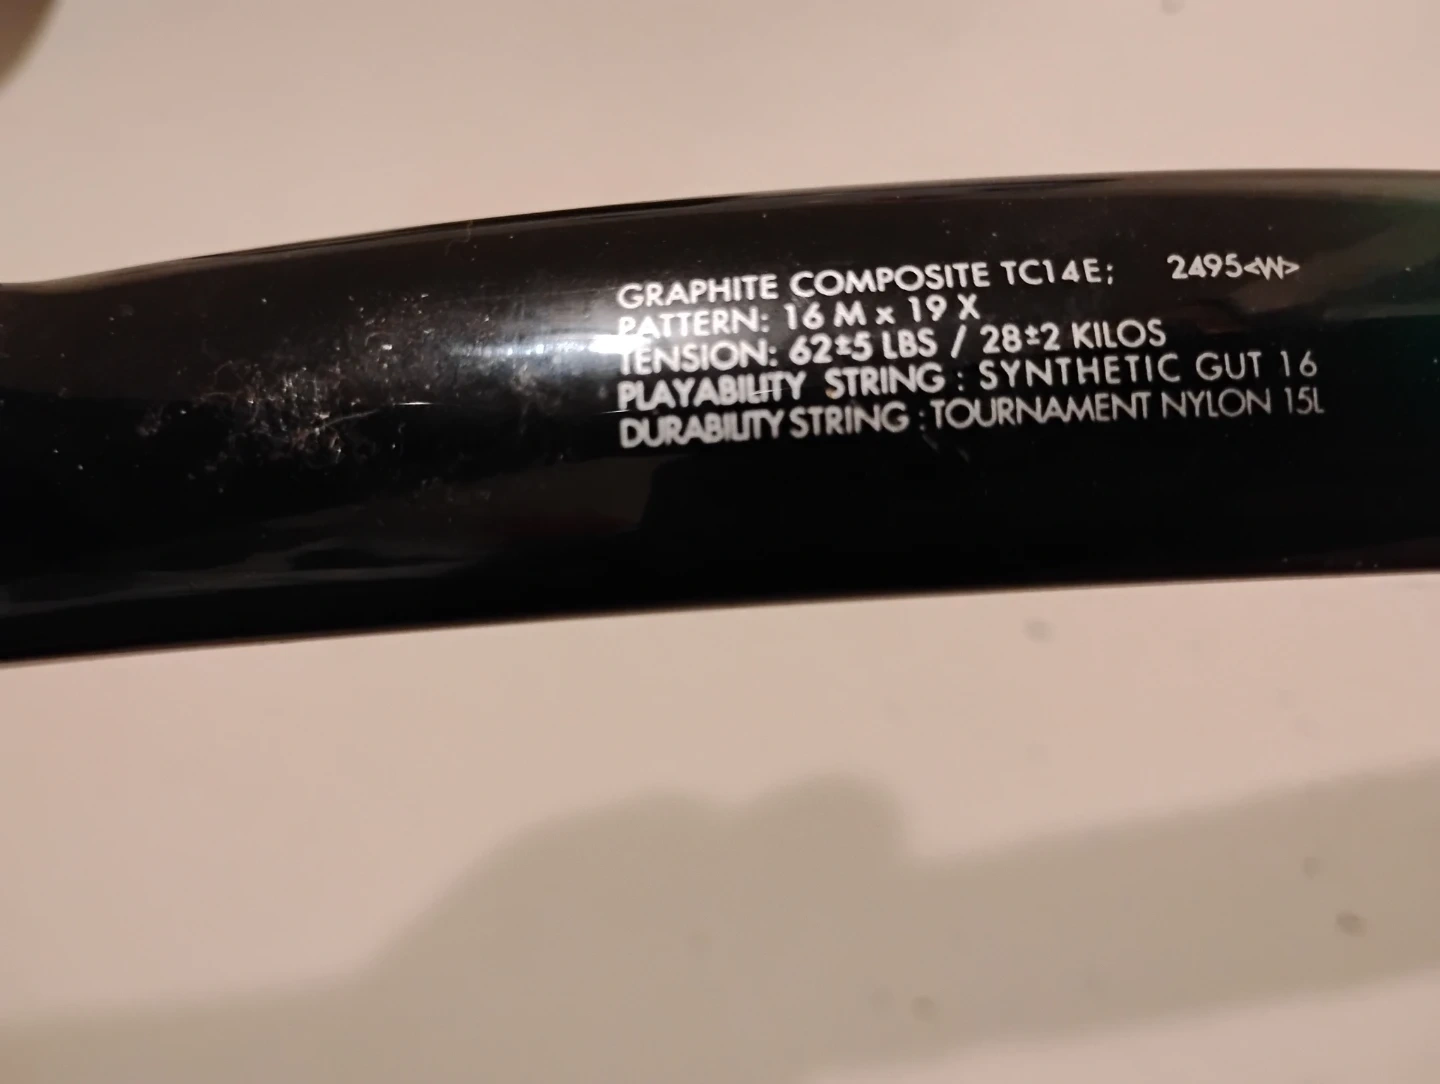 GRAPHITE COMPOSITE TC14E; 2495<W>
PATTERN: 16 M x 19 X
TENSION: 62±5 LBS / 28±2 KILOS
PLAYABILITY STRING : SYNTHETIC GUT 16
DURABILITY STRING : TOURNAMENT NYLON 15L